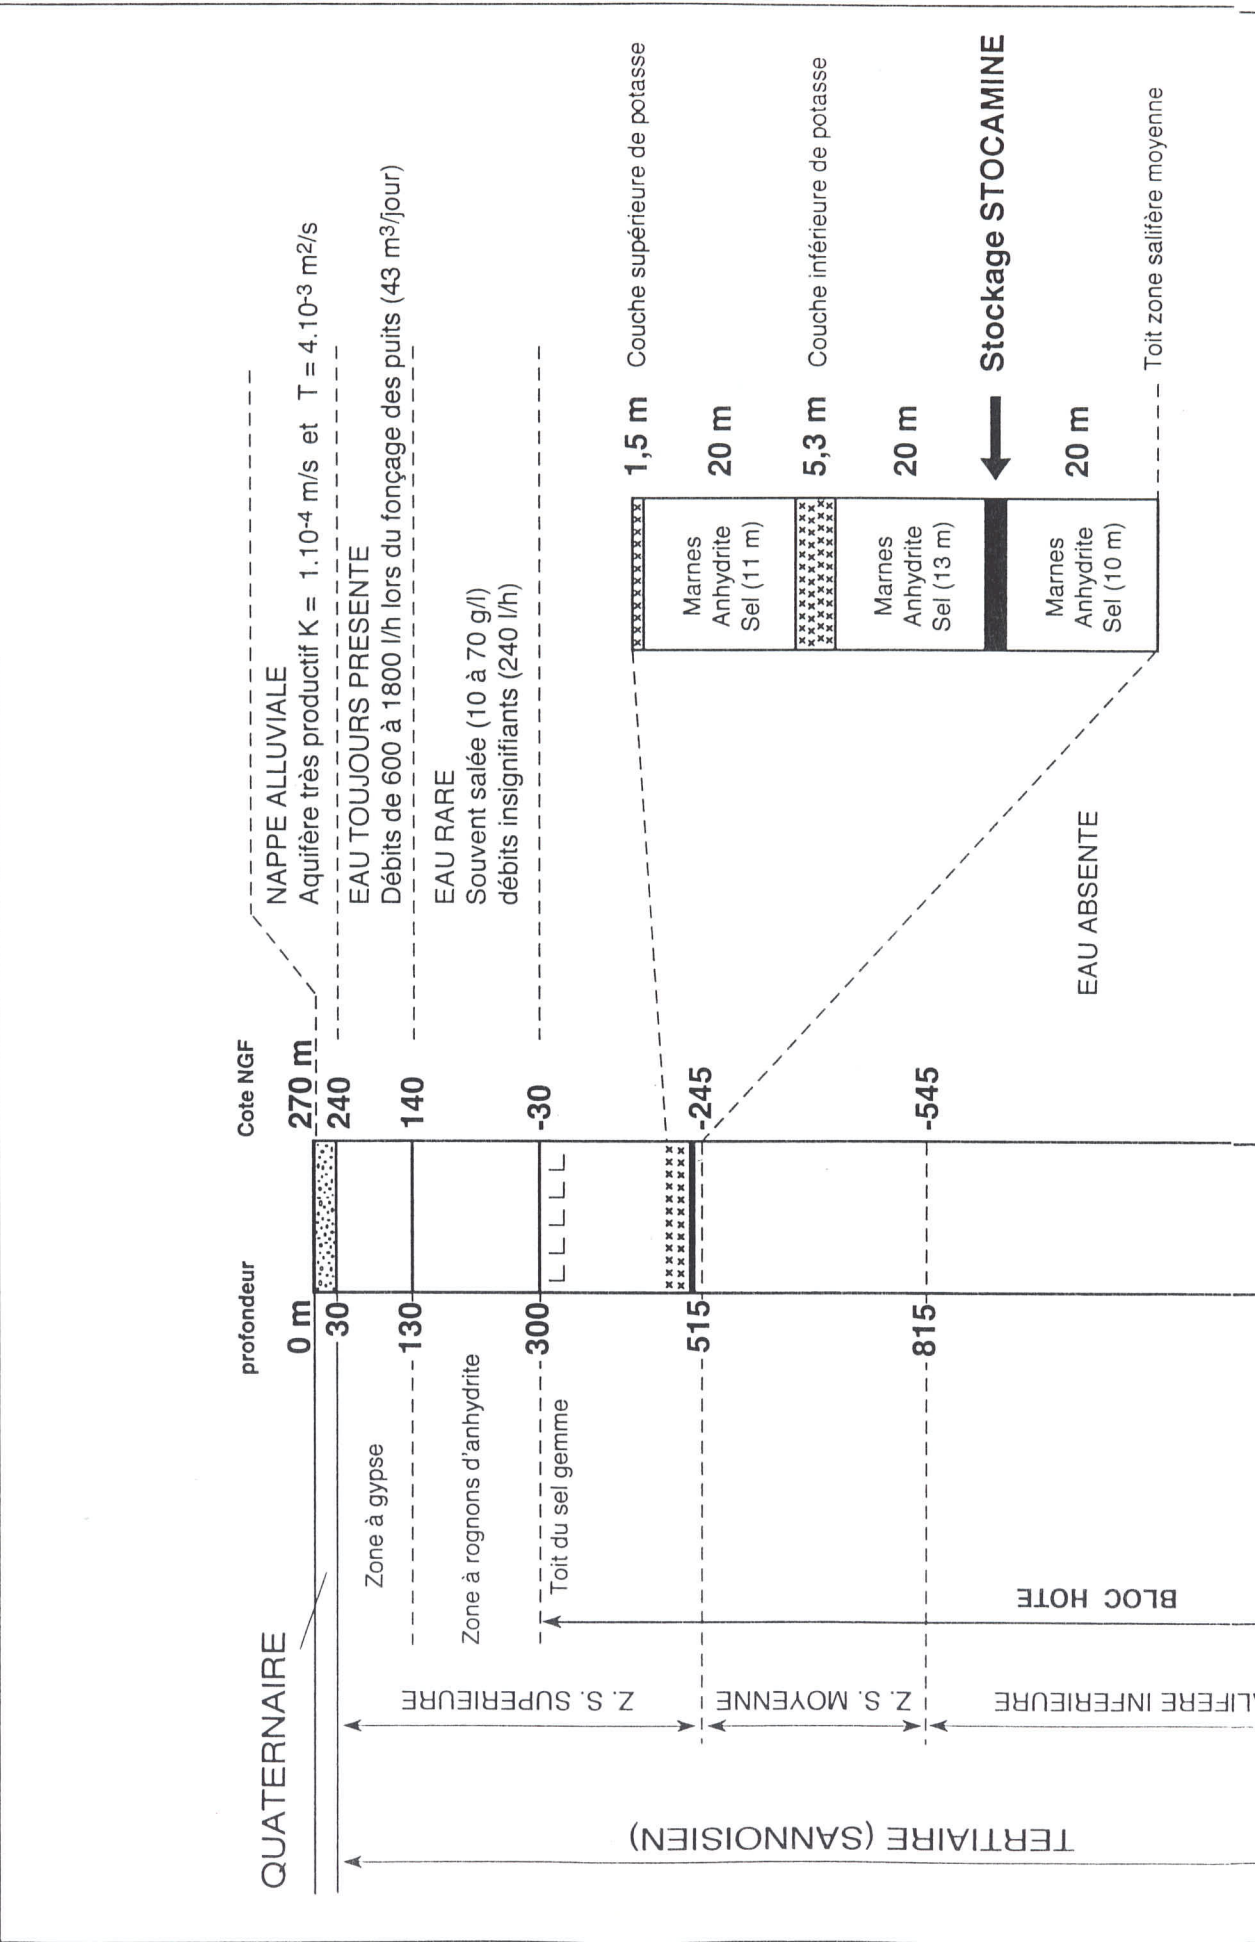 QUATERNAIRE
profondeur
Cote NGF
0 m
270 m
30
240
130
140
300
-30
515
-245
815
-545
Zone à gypse
Zone à rognons d'anhydrite
Toit du sel gemme
BLOC HOTE
Z. S. SUPERIEURE
Z. S. MOYENNE
LIFERE INFERIEURE
TERTIAIRE (SANNOISIEN)
NAPPE ALLUVIALE
Aquifère très productif K = 1.10-4 m/s et T = 4.10-3 m2/s
EAU TOUJOURS PRESENTE
Débits de 600 à 1800 l/h lors du fonçage des puits (43 m3/jour)
EAU RARE
Souvent salée (10 à 70 g/l)
débits insignifiants (240 l/h)
EAU ABSENTE
1,5 m Couche supérieure de potasse
Marnes
Anhydrite
Sel (11 m)
20 m
5,3 m Couche inférieure de potasse
Marnes
Anhydrite
Sel (13 m)
20 m
Stockage STOCAMINE
Marnes
Anhydrite
Sel (10 m)
20 m
Toit zone salifère moyenne